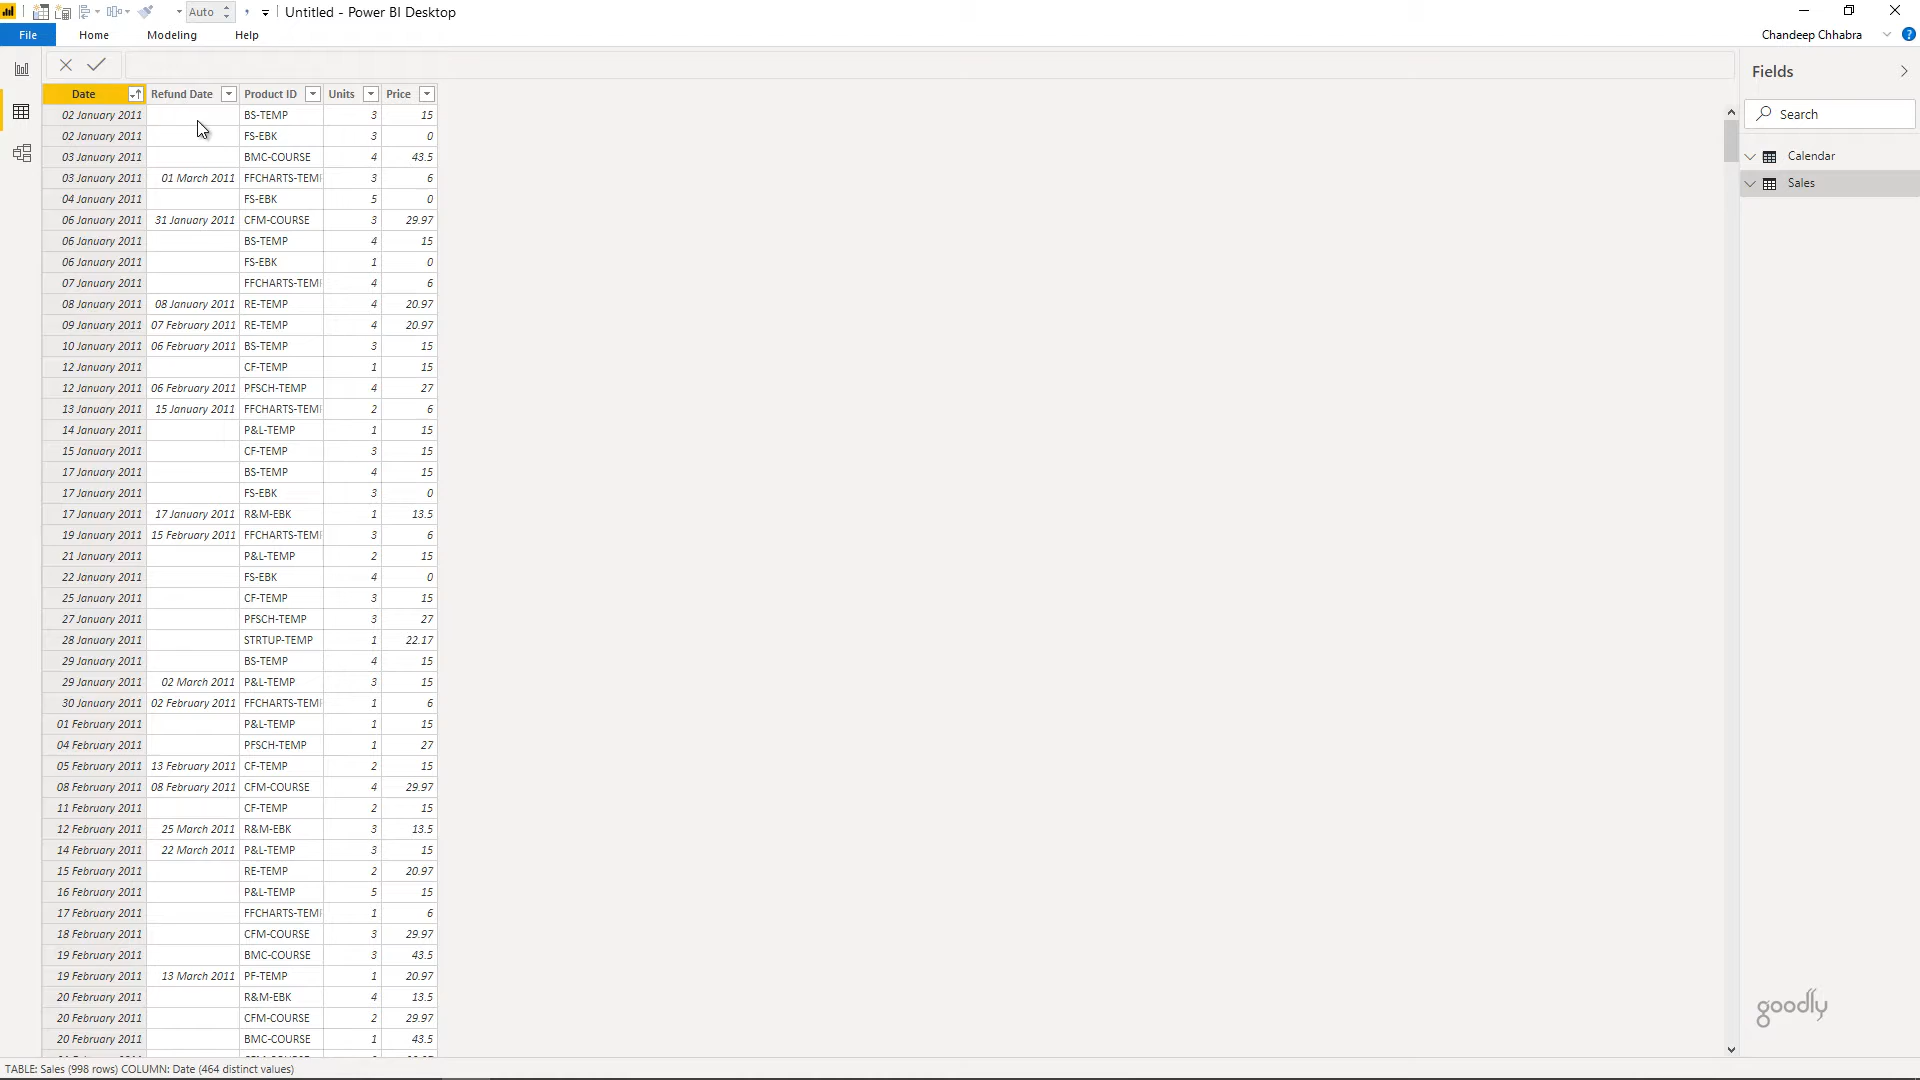 Auto Untitled - Power BI Desktop
File Home Modeling Help Chandeep Chhabra ?
Fields
Search
Calendar
Sales
Date Refund Date Product ID Units Price
02 January 2011 BS-TEMP 3 15
02 January 2011 FS-EBK 3 0
03 January 2011 BMC-COURSE 4 43.5
03 January 2011 01 March 2011 FFCHARTS-TEM 3 6
04 January 2011 FS-EBK 5 0
06 January 2011 31 January 2011 CFM-COURSE 3 29.97
06 January 2011 BS-TEMP 4 15
06 January 2011 FS-EBK 1 0
07 January 2011 FFCHARTS-TEM 4 6
08 January 2011 08 January 2011 RE-TEMP 4 20.97
09 January 2011 07 February 2011 RE-TEMP 4 20.97
10 January 2011 06 February 2011 BS-TEMP 3 15
12 January 2011 CF-TEMP 1 15
12 January 2011 06 February 2011 PFSCH-TEMP 4 27
13 January 2011 15 January 2011 FFCHARTS-TEM 2 6
14 January 2011 P&L-TEMP 1 15
15 January 2011 CF-TEMP 3 15
17 January 2011 BS-TEMP 4 15
17 January 2011 FS-EBK 3 0
17 January 2011 17 January 2011 R&M-EBK 1 13.5
19 January 2011 15 February 2011 FFCHARTS-TEM 3 6
21 January 2011 P&L-TEMP 2 15
22 January 2011 FS-EBK 4 0
25 January 2011 CF-TEMP 3 15
27 January 2011 PFSCH-TEMP 3 27
28 January 2011 STRTUP-TEMP 1 22.17
29 January 2011 BS-TEMP 4 15
29 January 2011 02 March 2011 P&L-TEMP 3 15
30 January 2011 02 February 2011 FFCHARTS-TEM 1 6
01 February 2011 P&L-TEMP 1 15
04 February 2011 PFSCH-TEMP 1 27
05 February 2011 13 February 2011 CF-TEMP 2 15
08 February 2011 08 February 2011 CFM-COURSE 4 29.97
11 February 2011 CF-TEMP 2 15
12 February 2011 25 March 2011 R&M-EBK 3 13.5
14 February 2011 22 March 2011 P&L-TEMP 3 15
15 February 2011 RE-TEMP 2 20.97
16 February 2011 P&L-TEMP 5 15
17 February 2011 FFCHARTS-TEM 1 6
18 February 2011 CFM-COURSE 3 29.97
19 February 2011 BMC-COURSE 3 43.5
19 February 2011 13 March 2011 PF-TEMP 1 20.97
20 February 2011 R&M-EBK 4 13.5
20 February 2011 CFM-COURSE 2 29.97
20 February 2011 BMC-COURSE 1 43.5
goodly
TABLE: Sales (998 rows) COLUMN: Date (464 distinct values)